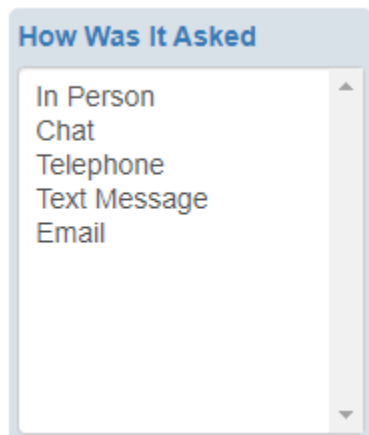 How Was It Asked
In Person
Chat
Telephone
Text Message
Email